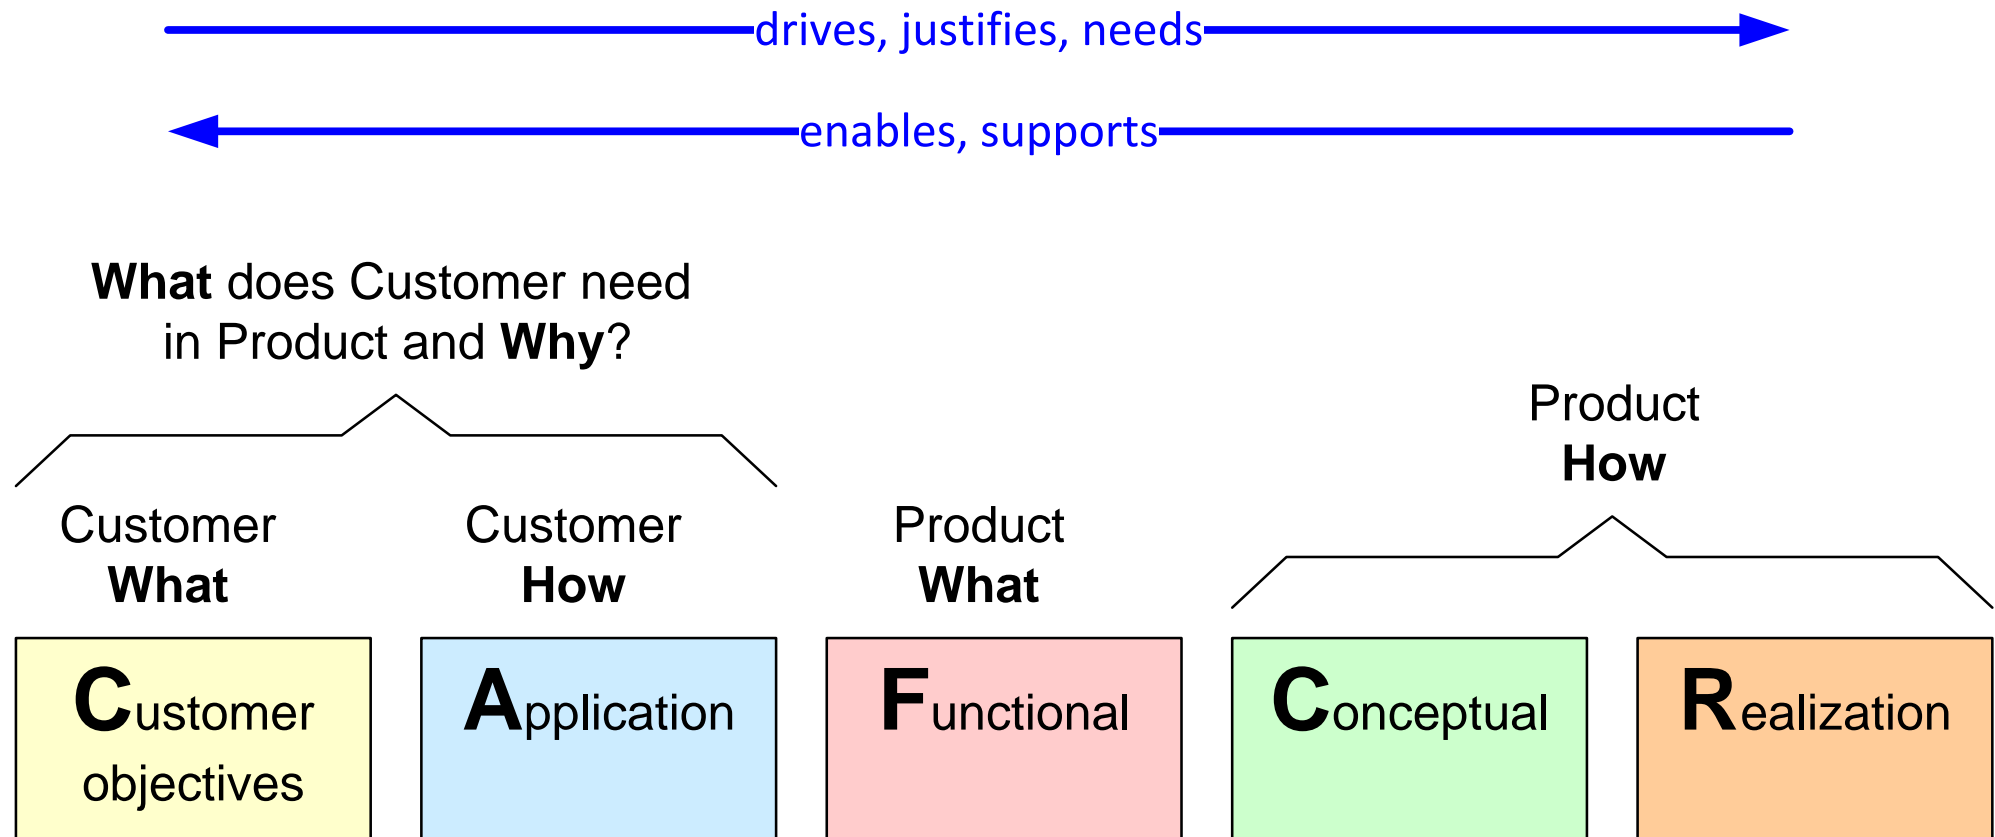 drives, justifies, needs
enables, supports
What does Customer need
in Product and Why?
Product
How
Customer
What
Customer
How
Product
What
Customer
objectives
Application
Functional
Conceptual
Realization